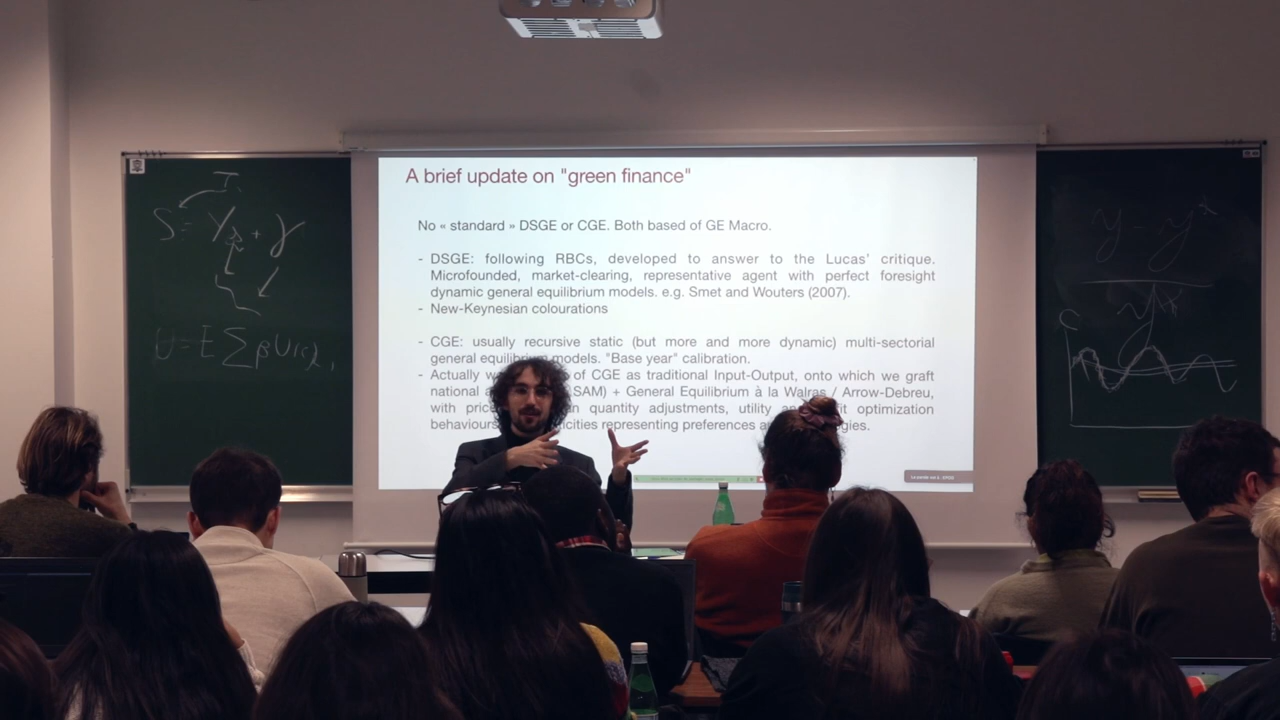 A brief update on "green finance"
No « standard » DSGE or CGE. Both based of GE Macro.
- DSGE: following RBCs, developed to answer to the Lucas' critique.
Microfounded, market-clearing, representative agent with perfect foresight
dynamic general equilibrium models. e.g. Smet and Wouters (2007).
- New-Keynesian colourations
- CGE: usually recursive static (but more and more dynamic) multi-sectorial
general equilibrium models. "Base year" calibration.
- Actually of CGE as traditional Input-Output, onto which we graft
national SAM) + General Equilibrium à la Walras / Arrow-Debreu,
with quantity adjustments, utility optimization
behaviours representing preferences
S = Y + γ
U = E Σ β U(
y - y*
y*
C